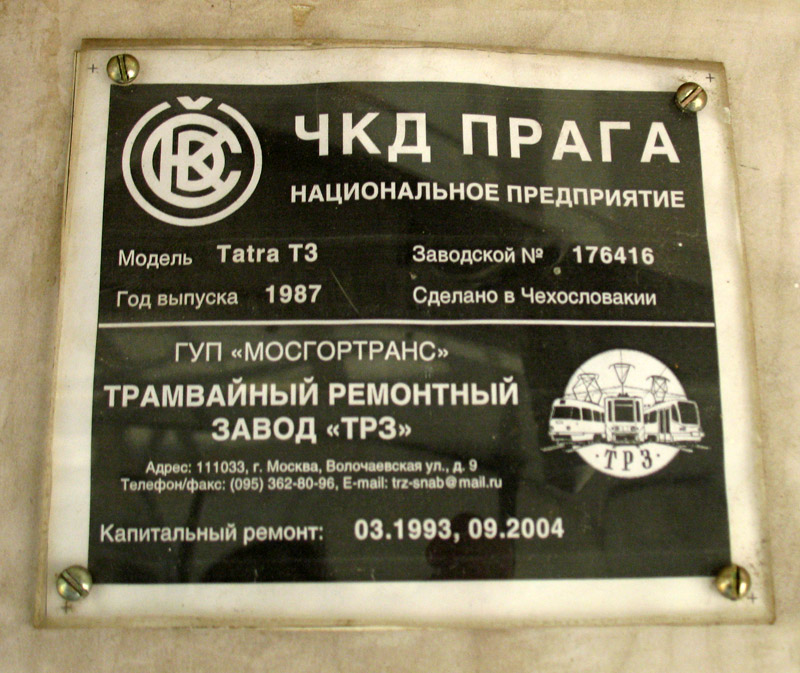 ČKD
ЧКД ПРАГА
НАЦИОНАЛЬНОЕ ПРЕДПРИЯТИЕ
Модель Tatra T3 Заводской № 176416
Год выпуска 1987 Сделано в Чехословакии
ГУП «МОСГОРТРАНС»
ТРАМВАЙНЫЙ РЕМОНТНЫЙ
ЗАВОД «ТРЗ»
ТРЗ
Адрес: 111033, г. Москва, Волочаевская ул., д. 9
Телефон/факс: (095) 362-80-96, E-mail: trz-snab@mail.ru
Капитальный ремонт: 03.1993, 09.2004